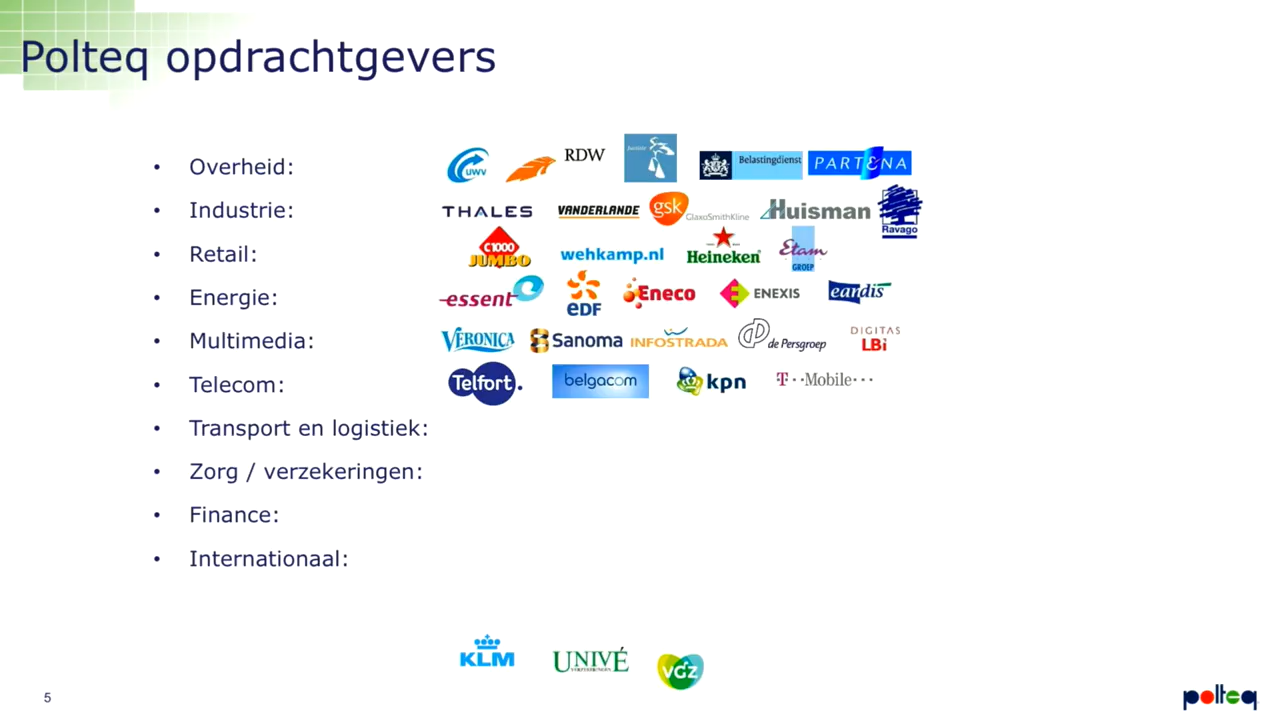 Polteq opdrachtgevers
• Overheid: UWV RDW Justitie Belastingdienst PARTENA
• Industrie: THALES VANDERLANDE gsk GlaxoSmithKline Huisman Ravago
• Retail: C1000 JUMBO wehkamp.nl Heineken Etam GROEP
• Energie: essent eDF Eneco ENEXIS eandis
• Multimedia: VERONICA Sanoma INFOSTRADA de Persgroep DIGITAS LBi
• Telecom: Telfort. belgacom kpn T··Mobile···
• Transport en logistiek:
• Zorg / verzekeringen:
• Finance:
• Internationaal:
KLM UNIVÉ VERZEKERINGEN VGZ
5 polteq